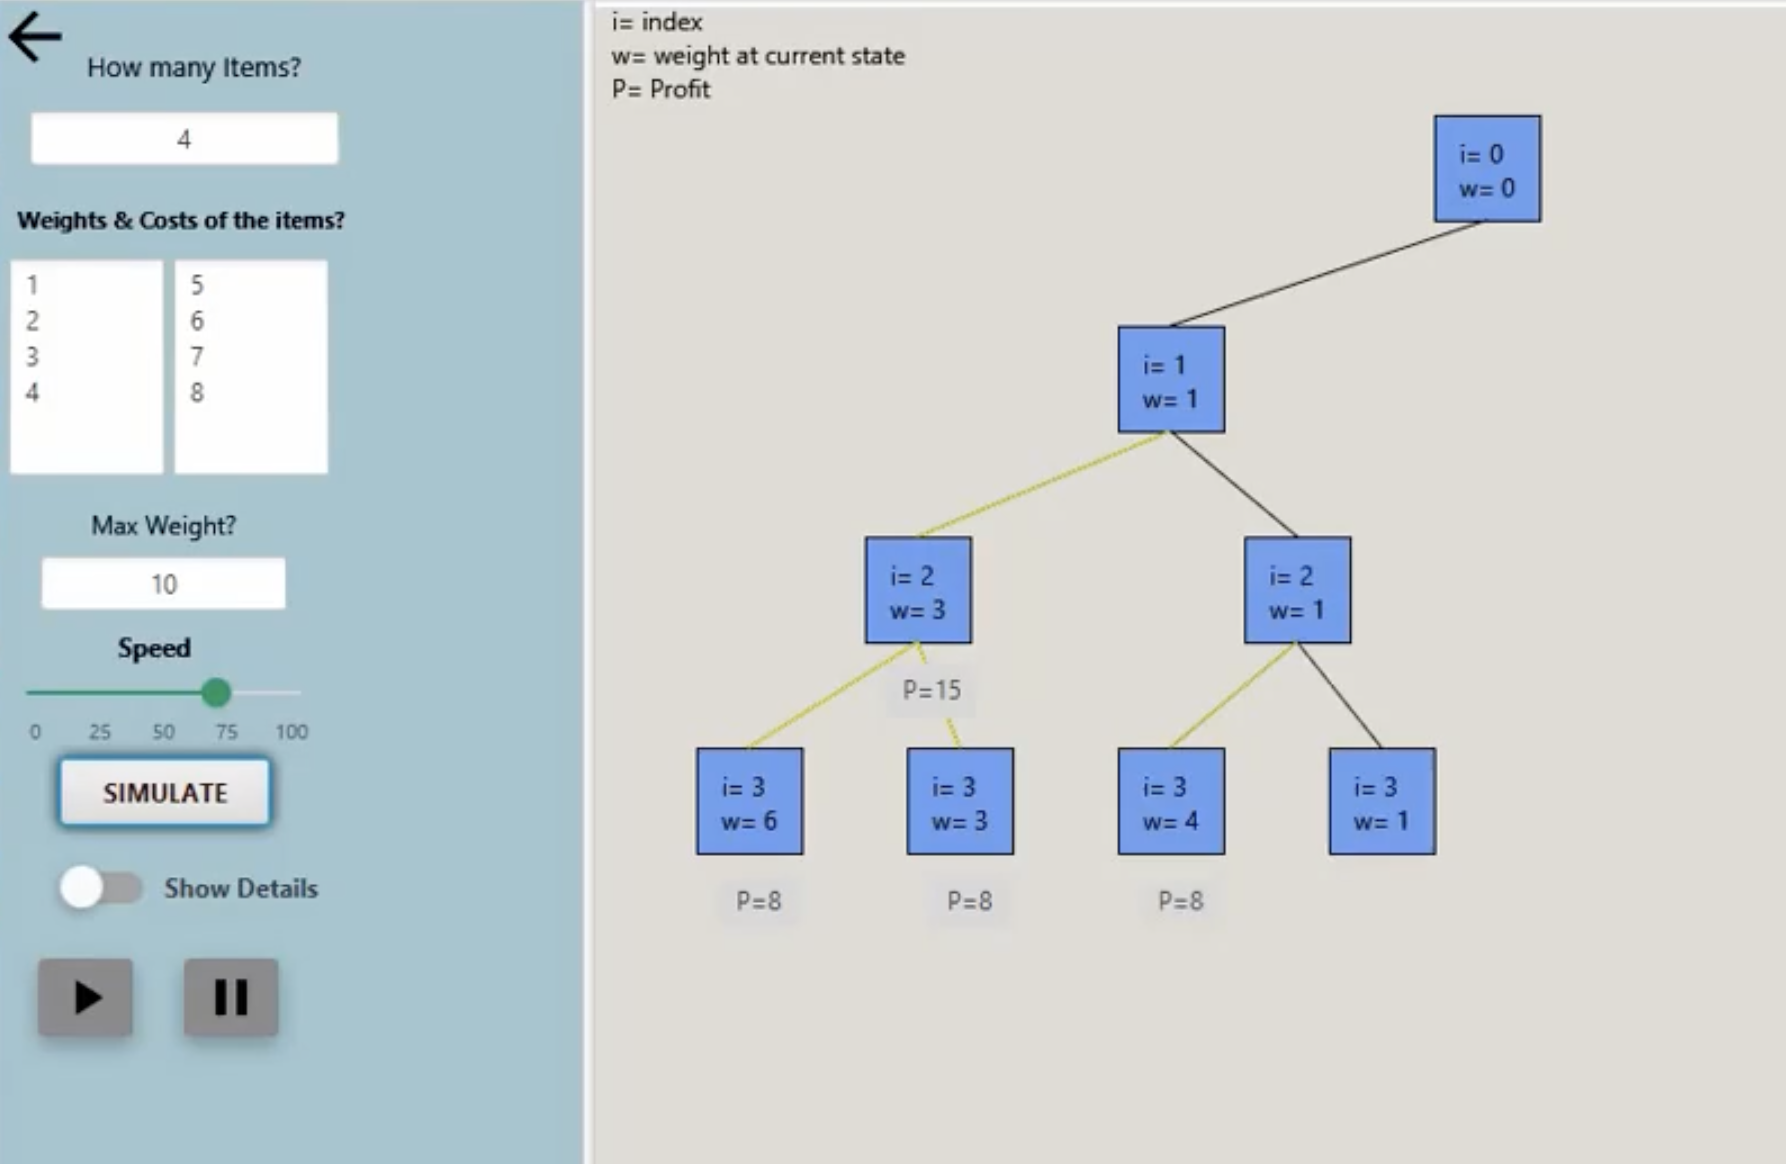 How many Items?
4
Weights & Costs of the items?
1
2
3
4
5
6
7
8
Max Weight?
10
Speed
0 25 50 75 100
SIMULATE
Show Details
i= index
w= weight at current state
P= Profit
i= 0
w= 0
i= 1
w= 1
i= 2
w= 3
i= 2
w= 1
P=15
i= 3
w= 6
i= 3
w= 3
i= 3
w= 4
i= 3
w= 1
P=8
P=8
P=8